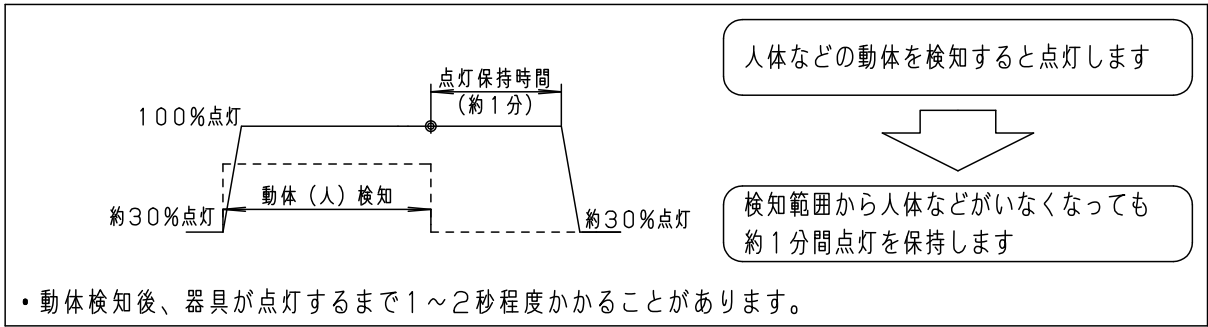 点灯保持時間
(約1分)
100%点灯
動体(人)検知
約30%点灯
約30%点灯
人体などの動体を検知すると点灯します
検知範囲から人体などがいなくなっても
約1分間点灯を保持します
・動体検知後、器具が点灯するまで1～2秒程度かかることがあります。